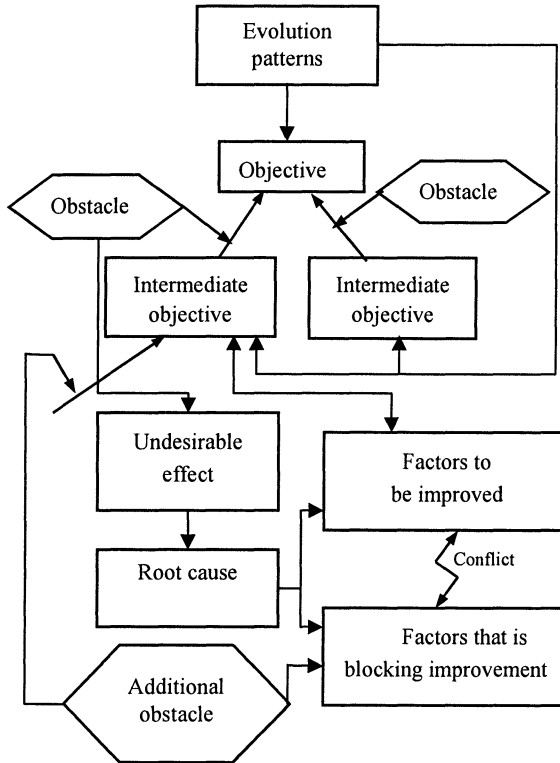 Evolution
patterns
Objective
Obstacle
Obstacle
Intermediate
objective
Intermediate
objective
Undesirable
effect
Factors to
be improved
Root cause
Conflict
Factors that is
blocking improvement
Additional
obstacle